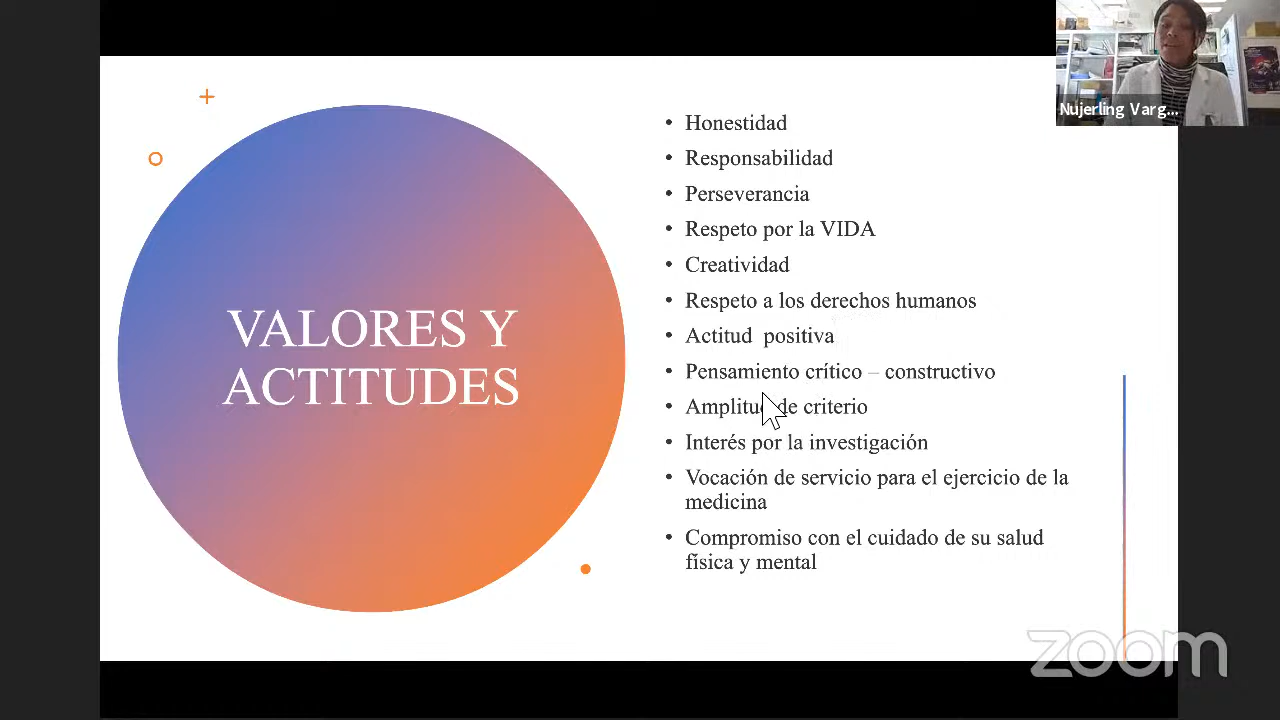 Nujerling Varg...
VALORES Y
ACTITUDES
• Honestidad
• Responsabilidad
• Perseverancia
• Respeto por la VIDA
• Creatividad
• Respeto a los derechos humanos
• Actitud positiva
• Pensamiento crítico – constructivo
• Amplitud de criterio
• Interés por la investigación
• Vocación de servicio para el ejercicio de la
medicina
• Compromiso con el cuidado de su salud
física y mental
zoom